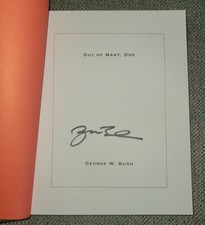 OUT OF MANY, ONE
GEORGE W. BUSH